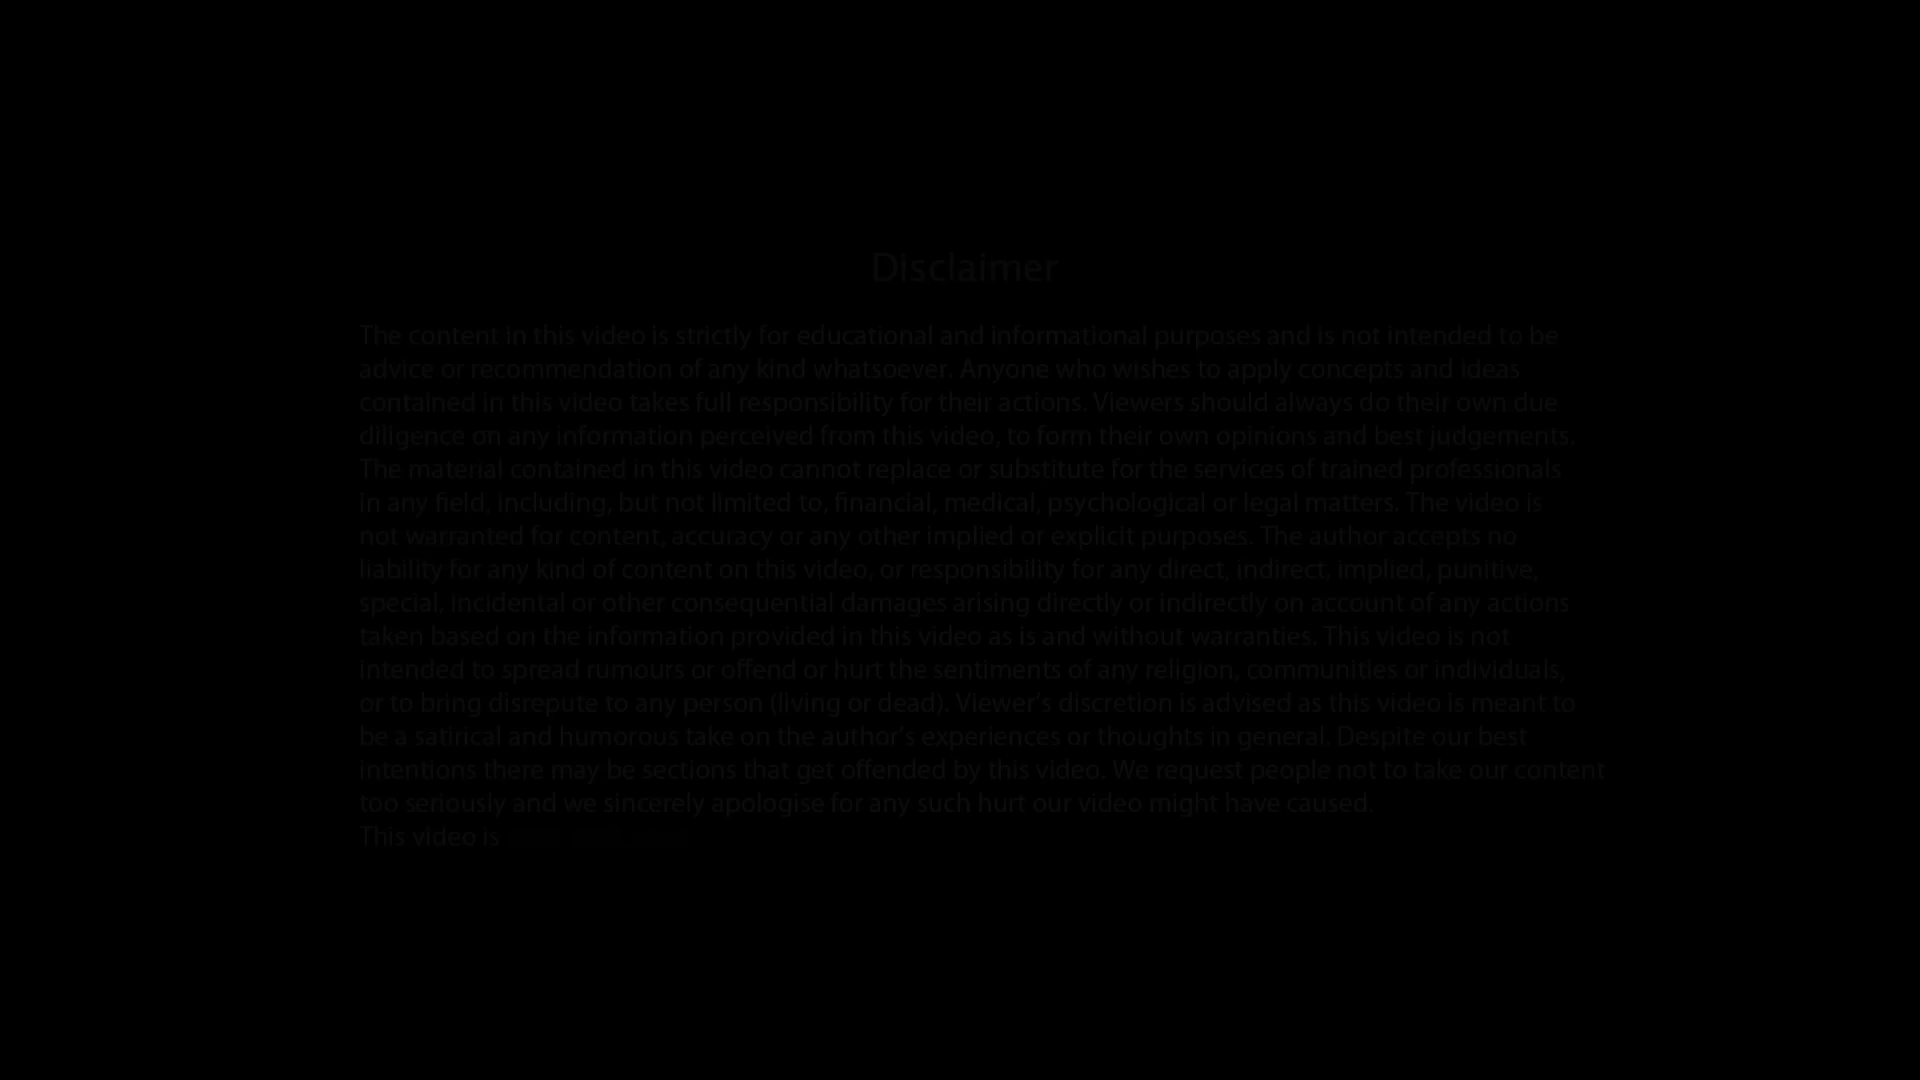 Disclaimer
The content in this video is strictly for educational and informational purposes and is not intended to be
advice or recommendation of any kind whatsoever. Anyone who wishes to apply concepts and ideas
contained in this video takes full responsibility for their actions. Viewers should always do their own due
diligence on any information perceived from this video, to form their own opinions and best judgements.
The material contained in this video cannot replace or substitute for the services of trained professionals
in any field, including, but not limited to, financial, medical, psychological or legal matters. The video is
not warranted for content, accuracy or any other implied or explicit purposes. The author accepts no
liability for any kind of content on this video, or responsibility for any direct, indirect, implied, punitive,
special, incidental or other consequential damages arising directly or indirectly on account of any actions
taken based on the information provided in this video as is and without warranties. This video is not
intended to spread rumours or offend or hurt the sentiments of any religion, communities or individuals,
or to bring disrepute to any person (living or dead). Viewer's discretion is advised as this video is meant to
be a satirical and humorous take on the author's experiences or thoughts in general. Despite our best
intentions there may be sections that get offended by this video. We request people not to take our content
too seriously and we sincerely apologise for any such hurt our video might have caused.
This video is